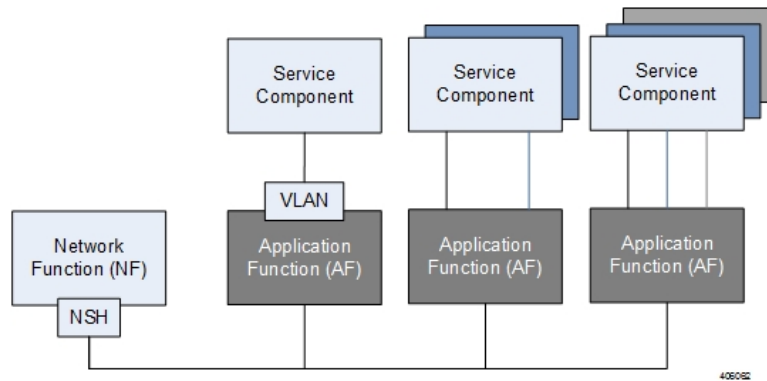 Service
Component
Service
Component
Service
Component
VLAN
Network
Function (NF)
Application
Function (AF)
Application
Function (AF)
Application
Function (AF)
NSH
406062